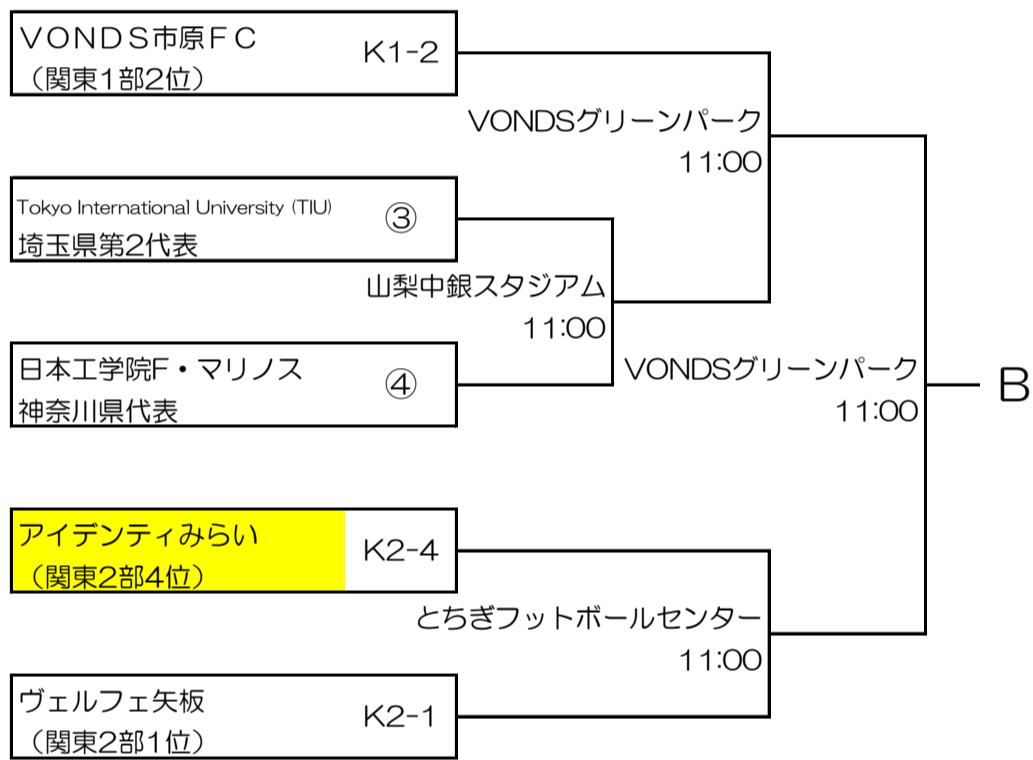 ＶＯＮＤＳ市原ＦＣ
（関東1部2位）
K1-2
VONDSグリーンパーク
11:00
Tokyo International University (TIU)
埼玉県第2代表
③
山梨中銀スタジアム
11:00
日本工学院F・マリノス
神奈川県代表
④
VONDSグリーンパーク
11:00
B
アイデンティみらい
（関東2部4位）
K2-4
とちぎフットボールセンター
11:00
ヴェルフェ矢板
（関東2部1位）
K2-1